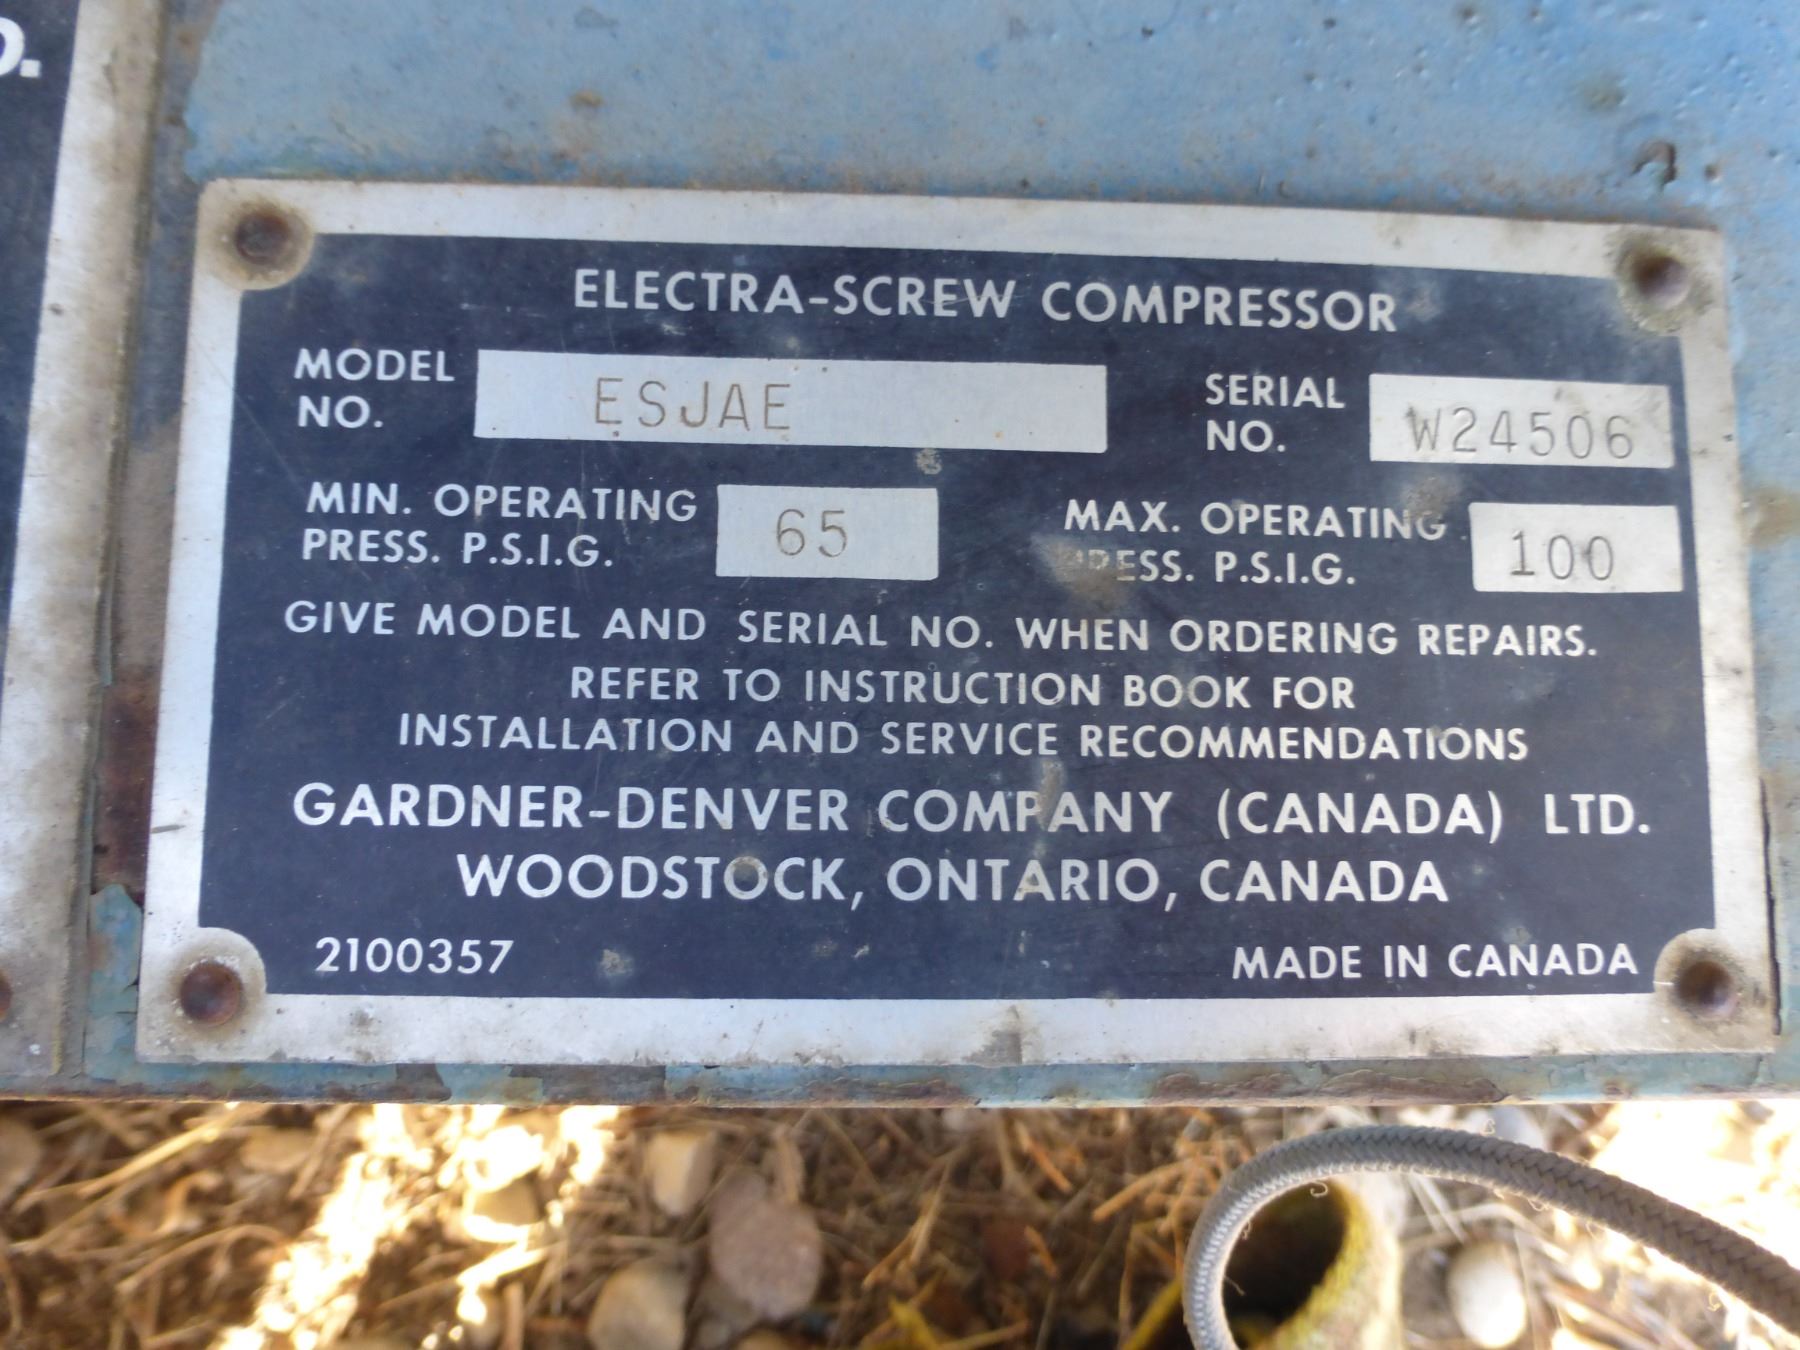 O.
ELECTRA-SCREW COMPRESSOR
MODEL NO. ESJAE SERIAL NO. W24506
MIN. OPERATING PRESS. P.S.I.G. 65 MAX. OPERATING PRESS. P.S.I.G. 100
GIVE MODEL AND SERIAL NO. WHEN ORDERING REPAIRS.
REFER TO INSTRUCTION BOOK FOR
INSTALLATION AND SERVICE RECOMMENDATIONS
GARDNER-DENVER COMPANY (CANADA) LTD.
WOODSTOCK, ONTARIO, CANADA
2100357 MADE IN CANADA